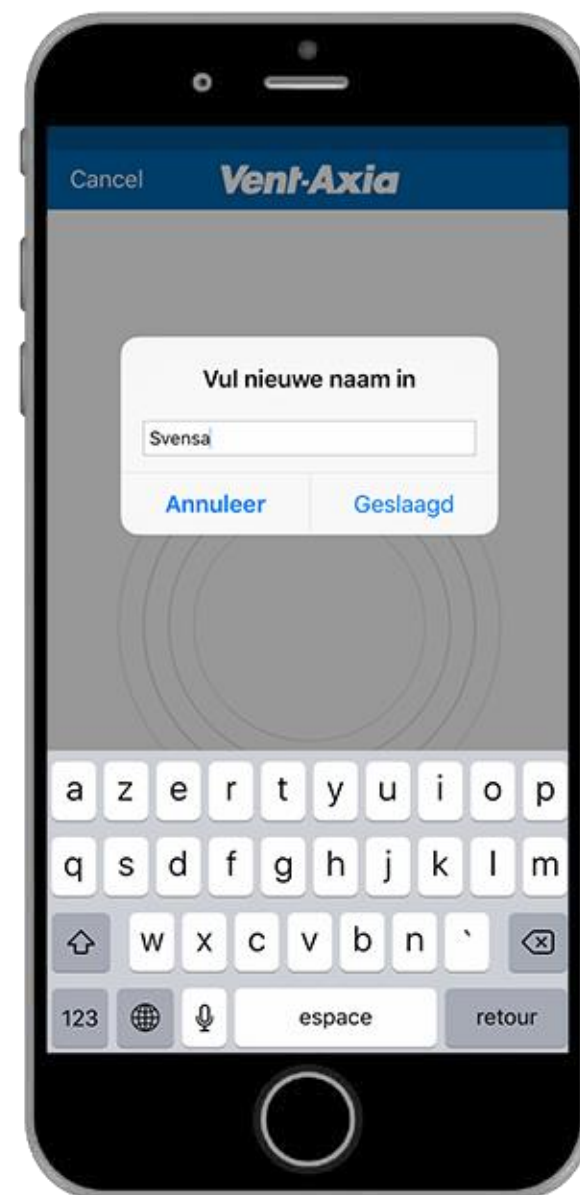 Cancel Vent-Axia
Vul nieuwe naam in
Svensa
Annuleer Geslaagd
a z e r t y u i o p
q s d f g h j k l m
w x c v b n `
123 espace retour